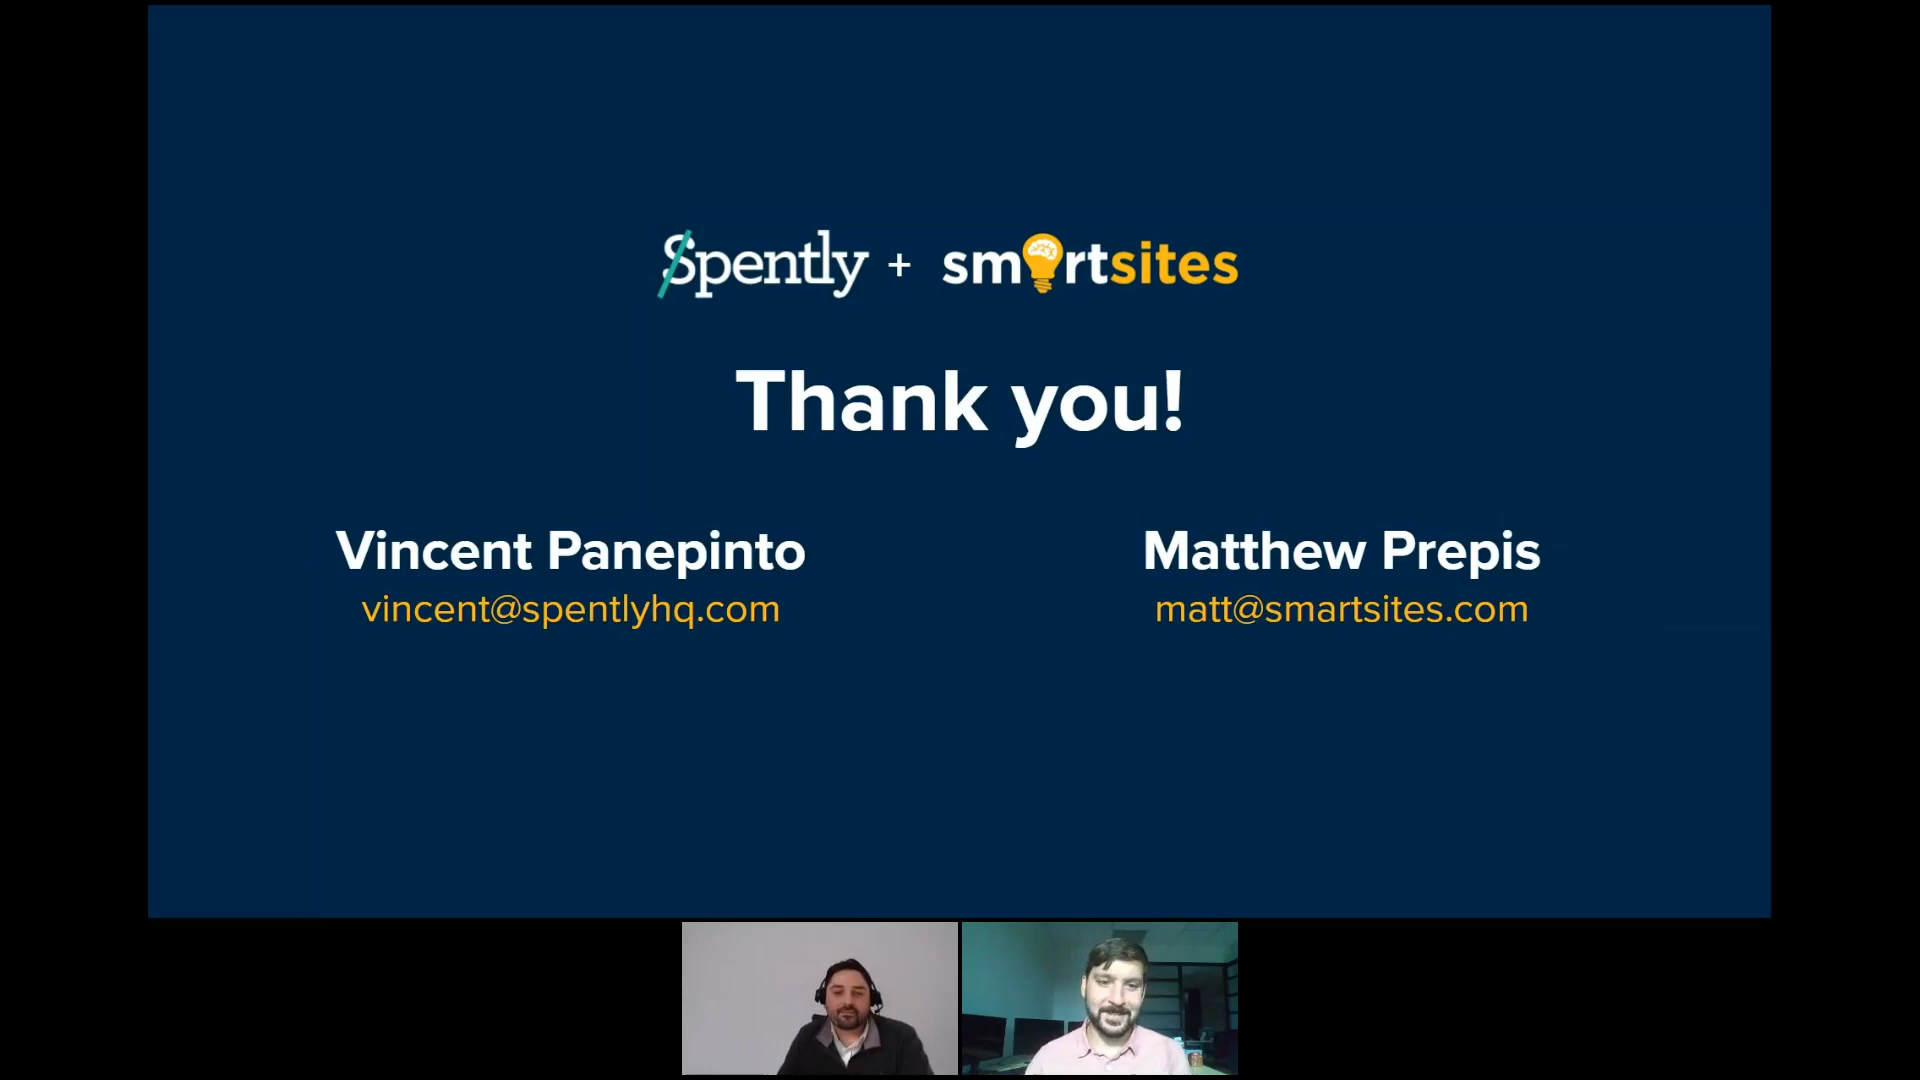 Spently + smartsites
Thank you!
Vincent Panepinto
vincent@spentlyhq.com
Matthew Prepis
matt@smartsites.com